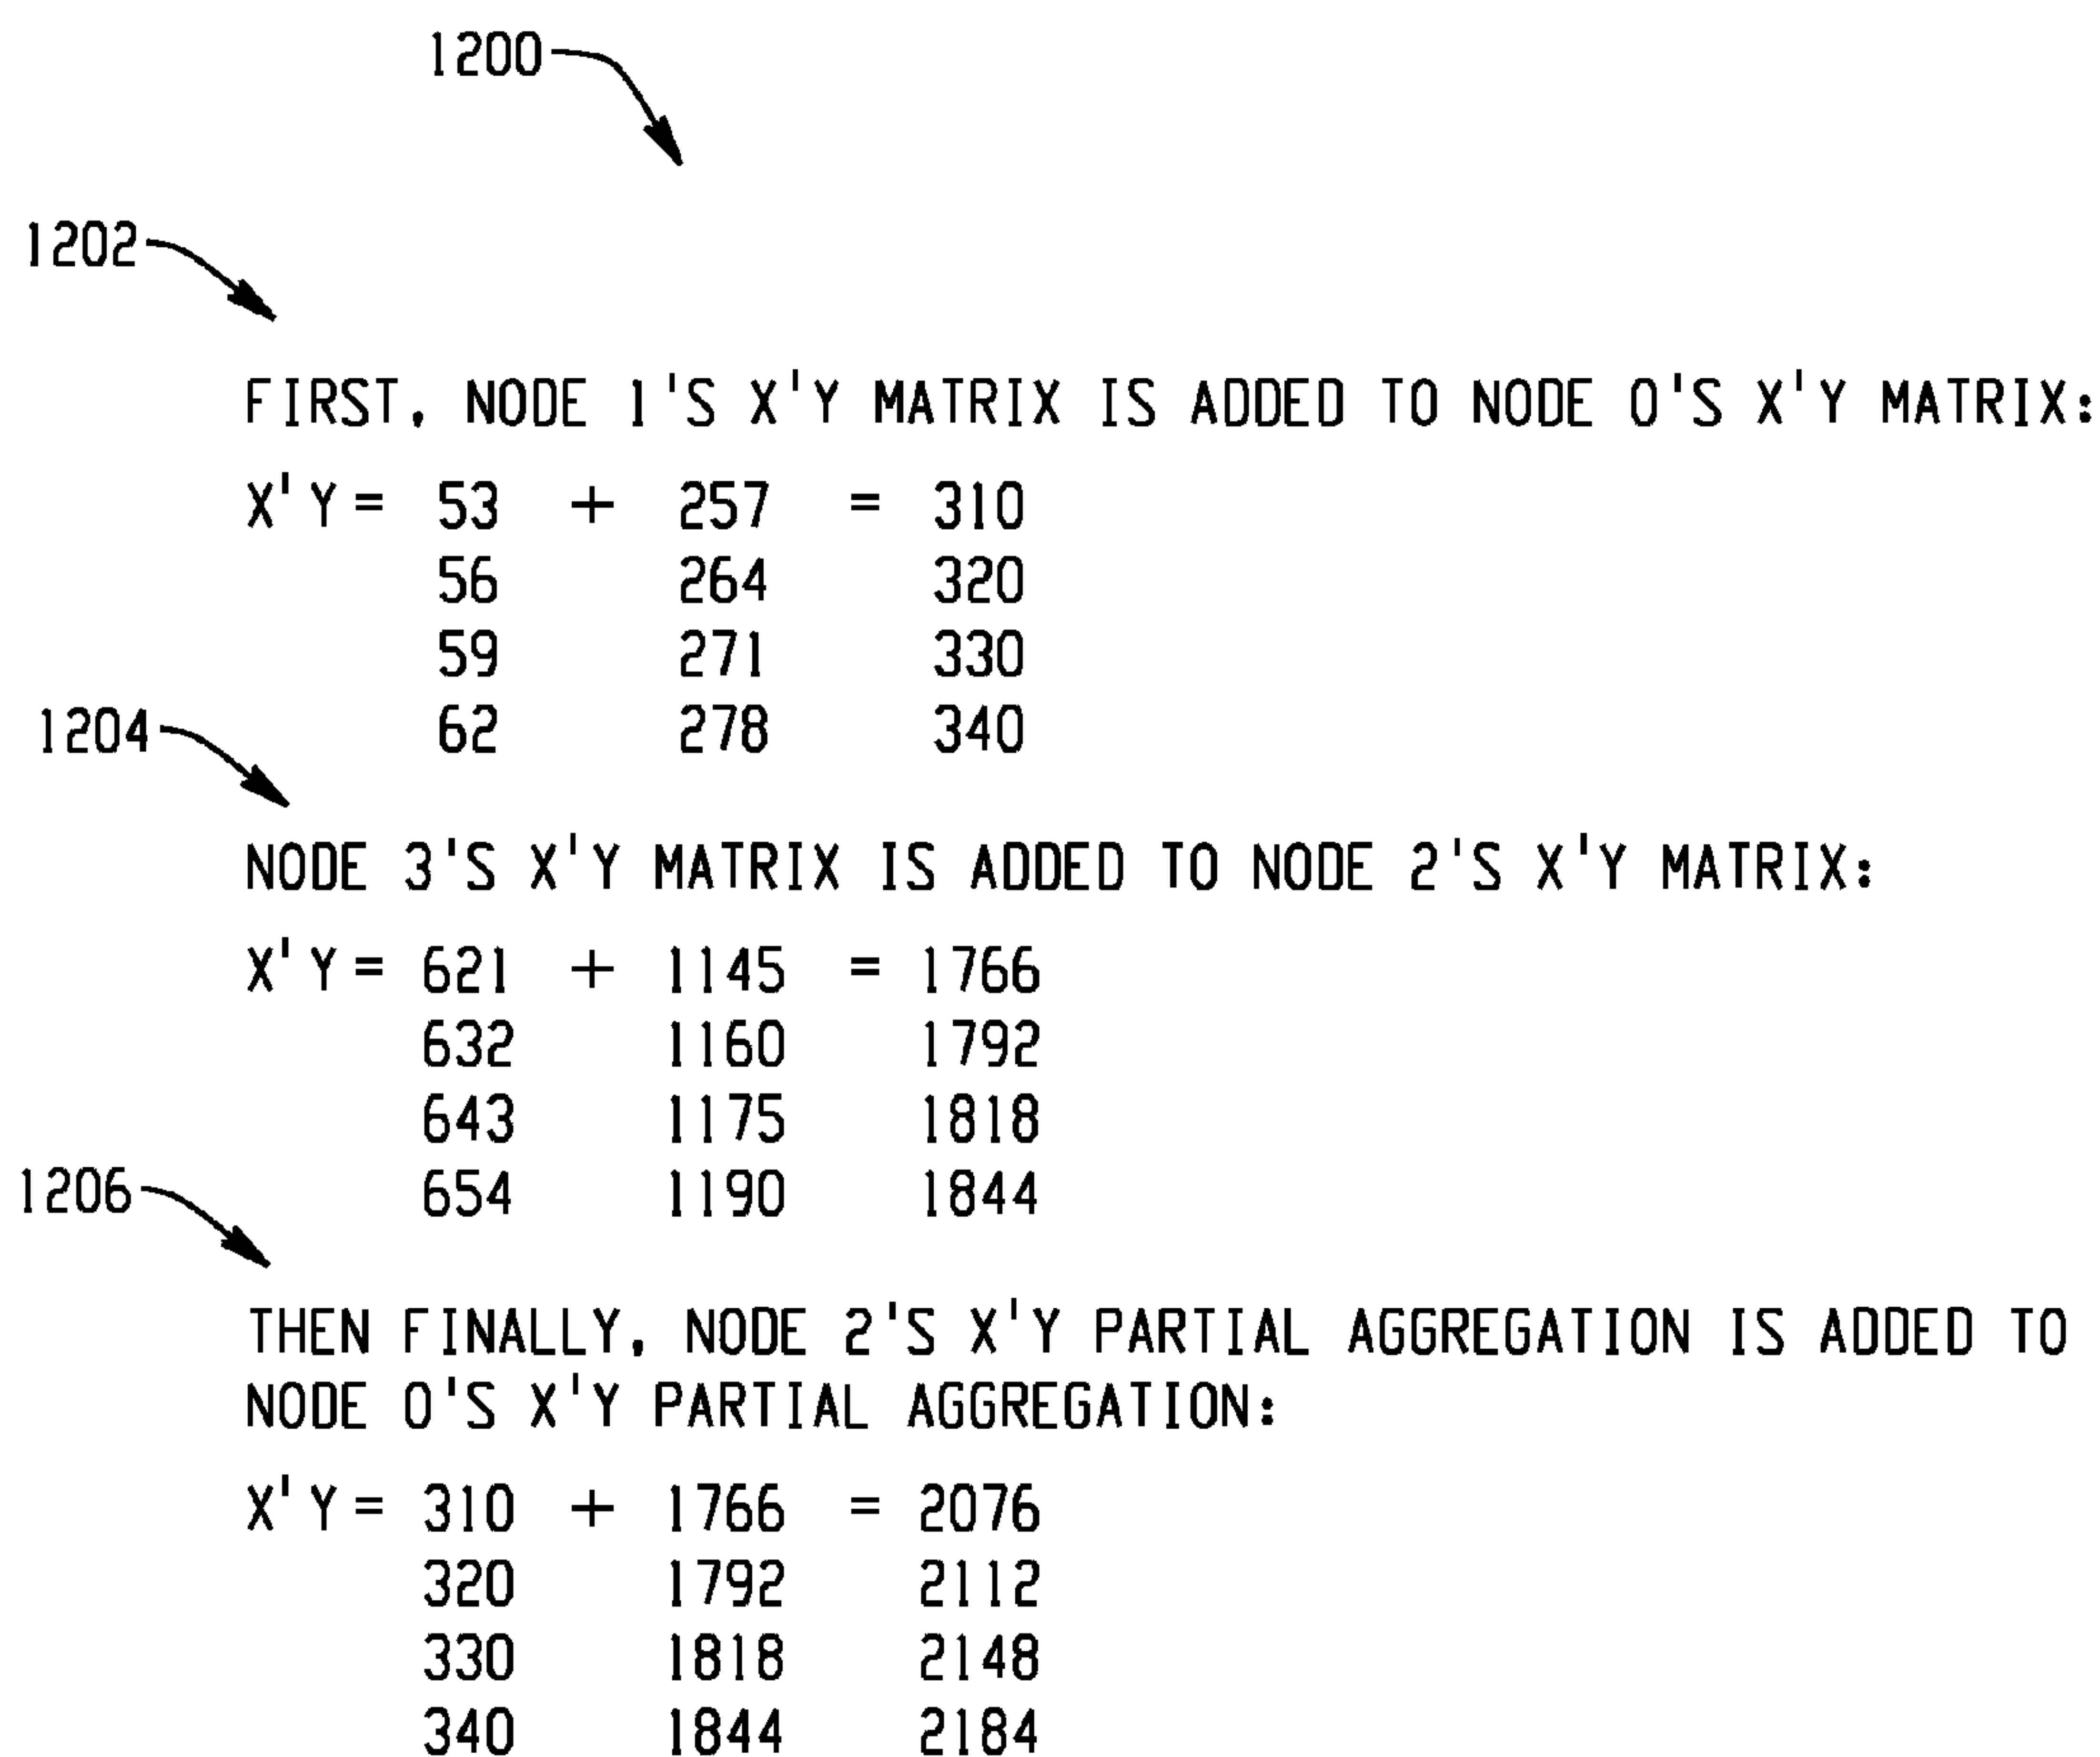 1200
1202
FIRST, NODE 1'S X'Y MATRIX IS ADDED TO NODE 0'S X'Y MATRIX:
X'Y = 53 + 257 = 310
56 264 320
59 271 330
62 278 340
1204
NODE 3'S X'Y MATRIX IS ADDED TO NODE 2'S X'Y MATRIX:
X'Y = 621 + 1145 = 1766
632 1160 1792
643 1175 1818
654 1190 1844
1206
THEN FINALLY, NODE 2'S X'Y PARTIAL AGGREGATION IS ADDED TO
NODE 0'S X'Y PARTIAL AGGREGATION:
X'Y = 310 + 1766 = 2076
320 1792 2112
330 1818 2148
340 1844 2184